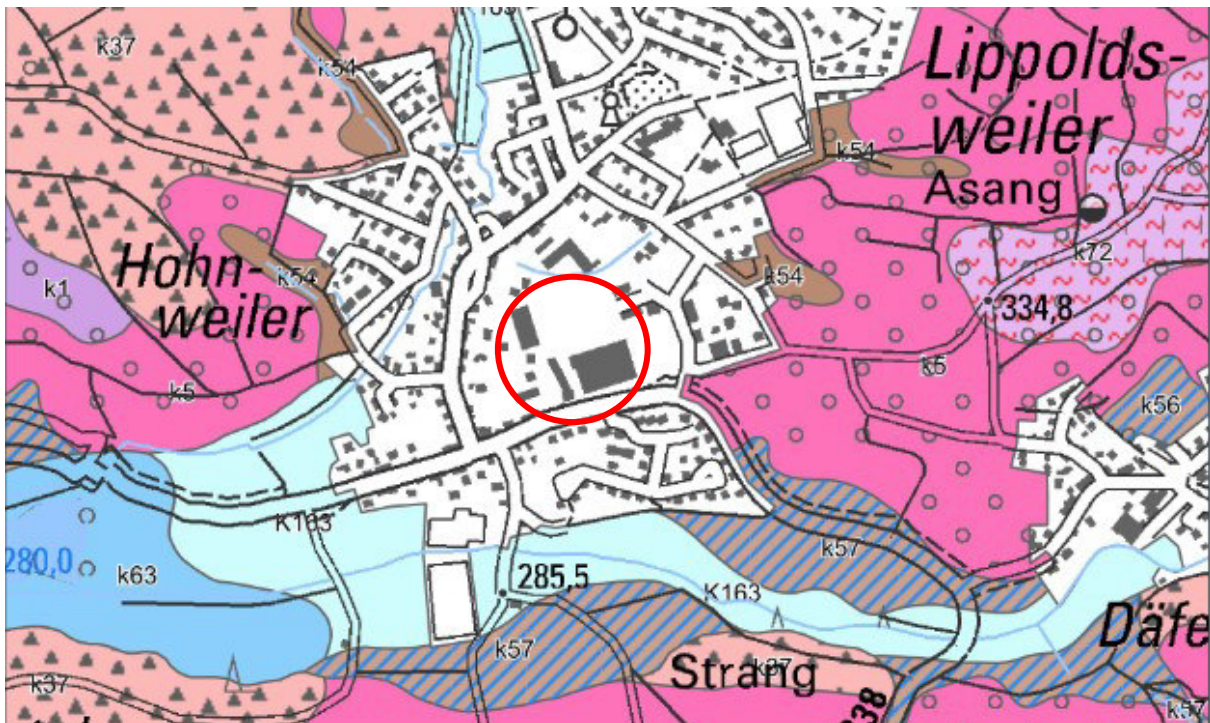 k37
k54
Lippolds-
weiler
k54
Asang
k72
k54
k54
Hohn-
weiler
k1
334,8
k5
k5
k56
K163
k57
280,0
k63
285,5
K163
Däfe
k57
Strang
k37
k37
338
k57